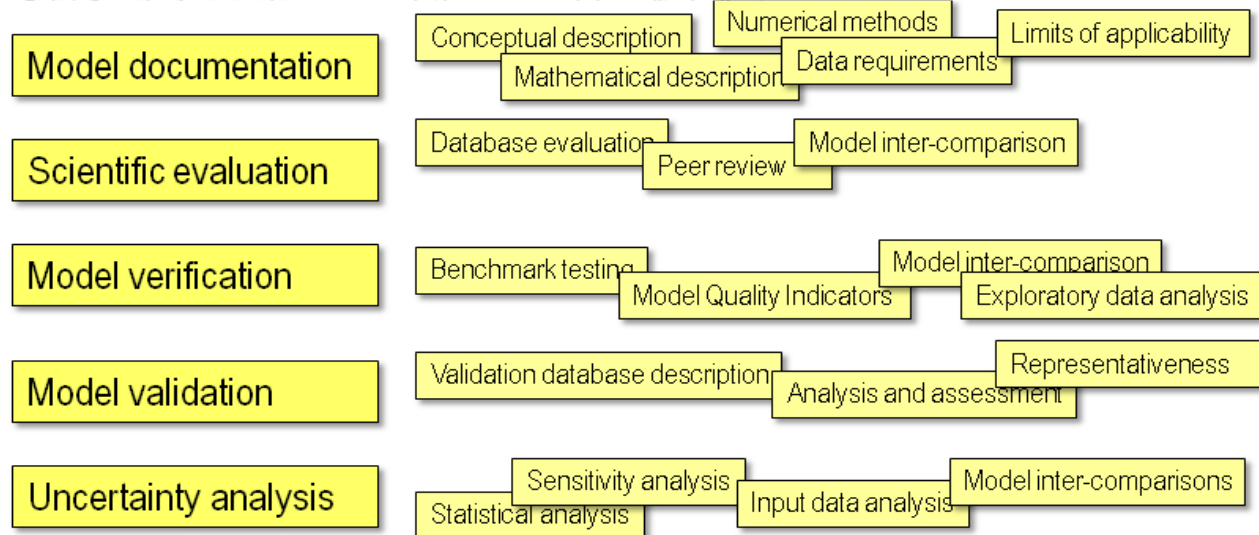 Model documentation
Conceptual description
Mathematical description
Numerical methods
Data requirements
Limits of applicability
Scientific evaluation
Database evaluation
Peer review
Model inter-comparison
Model verification
Benchmark testing
Model Quality Indicators
Model inter-comparison
Exploratory data analysis
Model validation
Validation database description
Analysis and assessment
Representativeness
Uncertainty analysis
Statistical analysis
Sensitivity analysis
Input data analysis
Model inter-comparisons